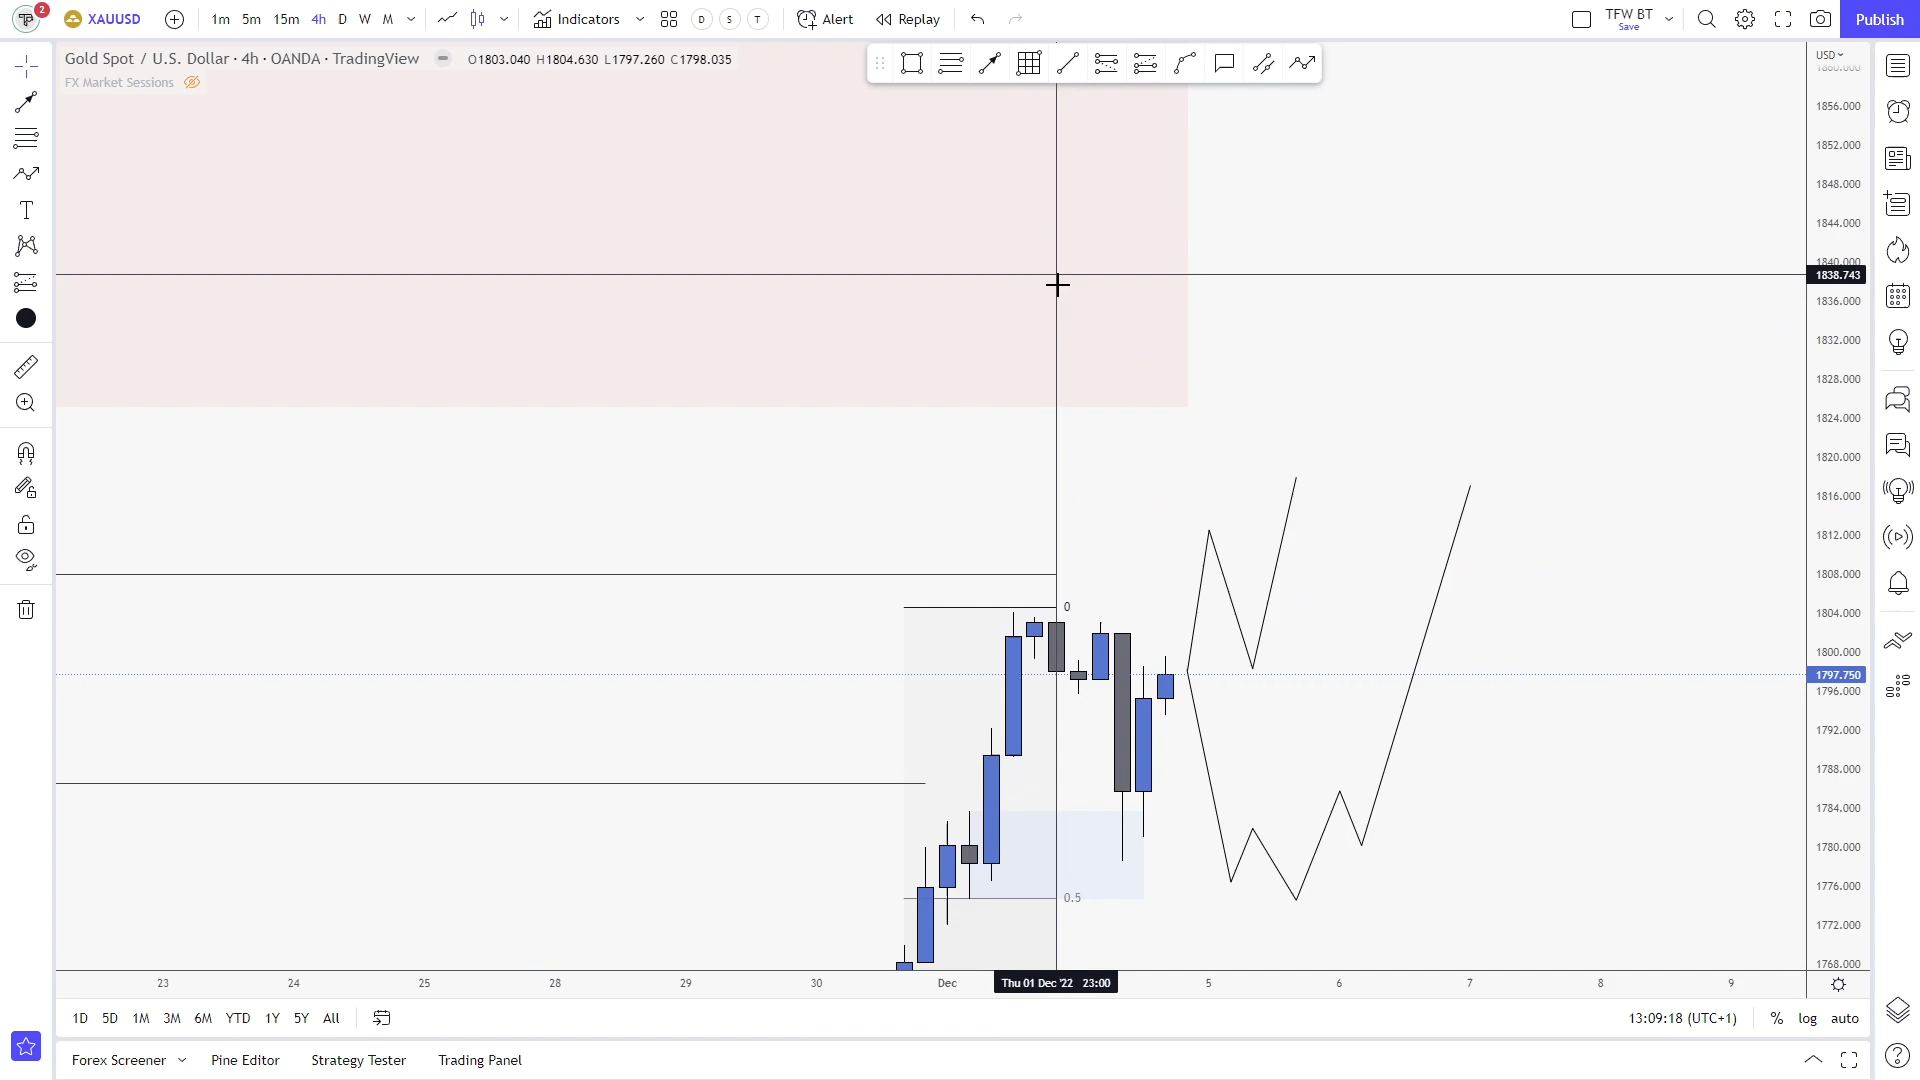 2
XAUUSD
1m 5m 15m 4h D W M
Indicators
D S T
Alert
Replay
TFW BT
Save
Publish
Gold Spot / U.S. Dollar · 4h · OANDA · TradingView
O1803.040 H1804.630 L1797.260 C1798.035
FX Market Sessions
USD
1860.000
1856.000
1852.000
1848.000
1844.000
1840.000
1838.743
1836.000
1832.000
1828.000
1824.000
1820.000
1816.000
1812.000
1808.000
1804.000
1800.000
1797.750
1796.000
1792.000
1788.000
1784.000
1780.000
1776.000
1772.000
1768.000
0
0.5
23 24 25 28 29 30 Dec Thu 01 Dec '22 23:00 5 6 7 8 9
1D 5D 1M 3M 6M YTD 1Y 5Y All
13:09:18 (UTC+1) % log auto
Forex Screener Pine Editor Strategy Tester Trading Panel